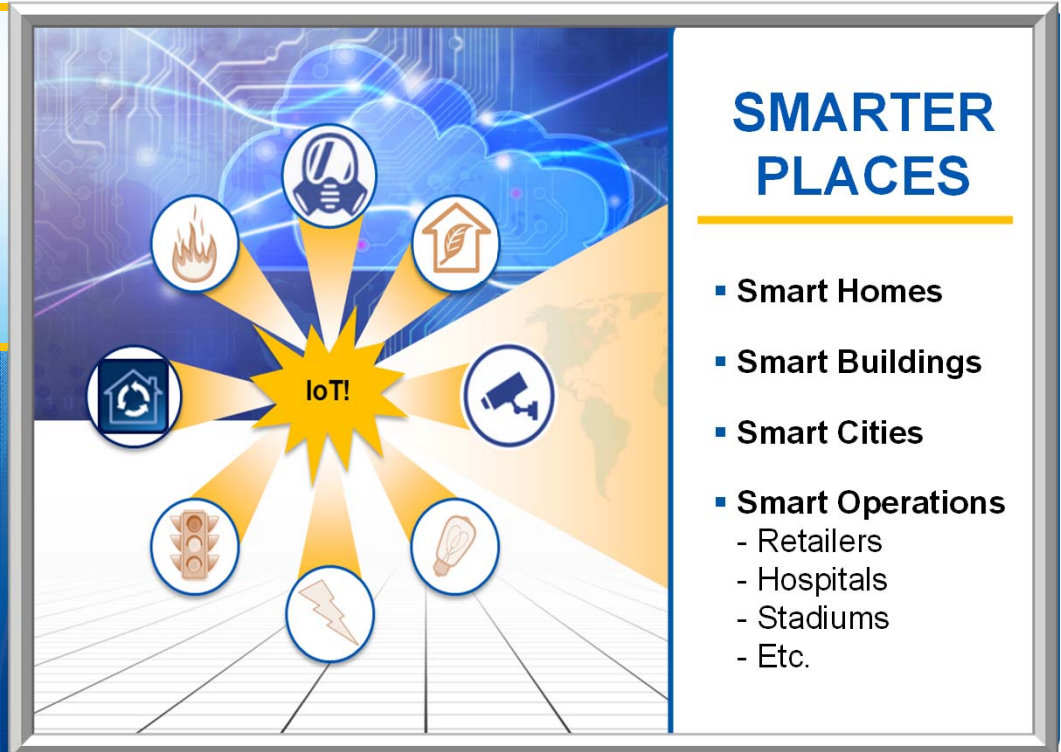 SMARTER
PLACES
▪ Smart Homes
▪ Smart Buildings
▪ Smart Cities
▪ Smart Operations
- Retailers
- Hospitals
- Stadiums
- Etc.
IoT!